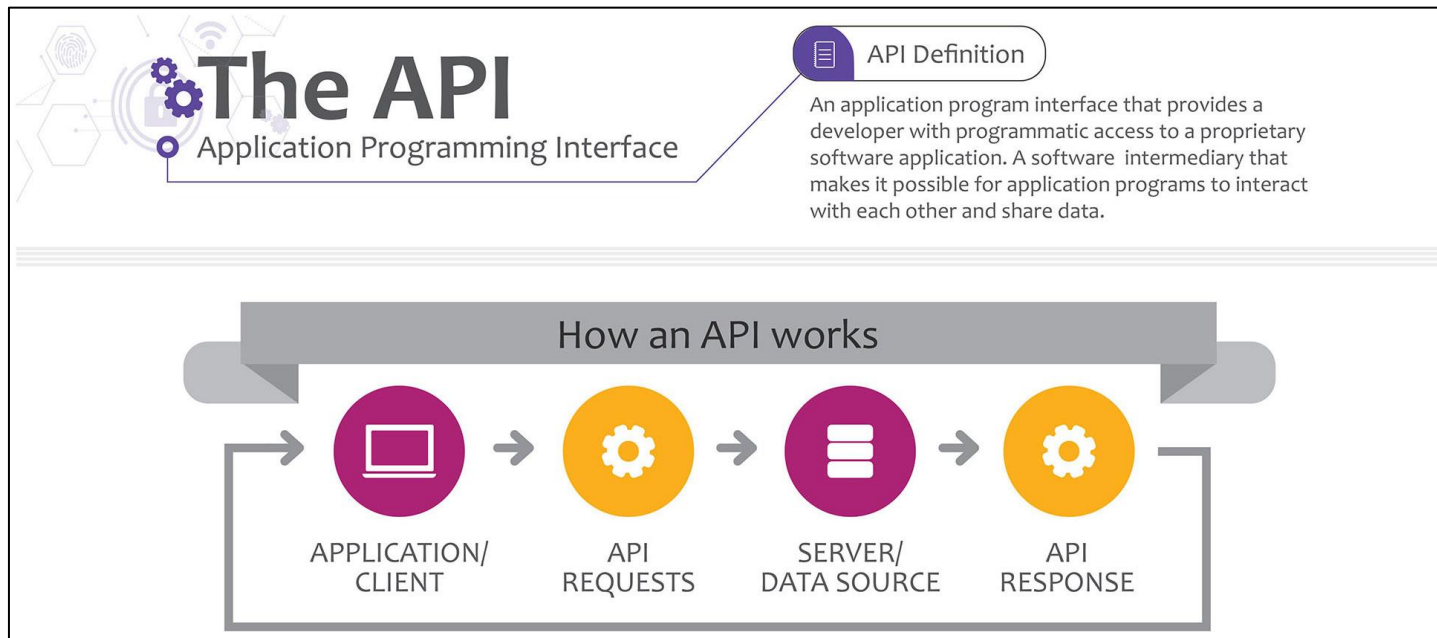 The API
Application Programming Interface
API Definition
An application program interface that provides a
developer with programmatic access to a proprietary
software application. A software intermediary that
makes it possible for application programs to interact
with each other and share data.
How an API works
APPLICATION/
CLIENT
API
REQUESTS
SERVER/
DATA SOURCE
API
RESPONSE